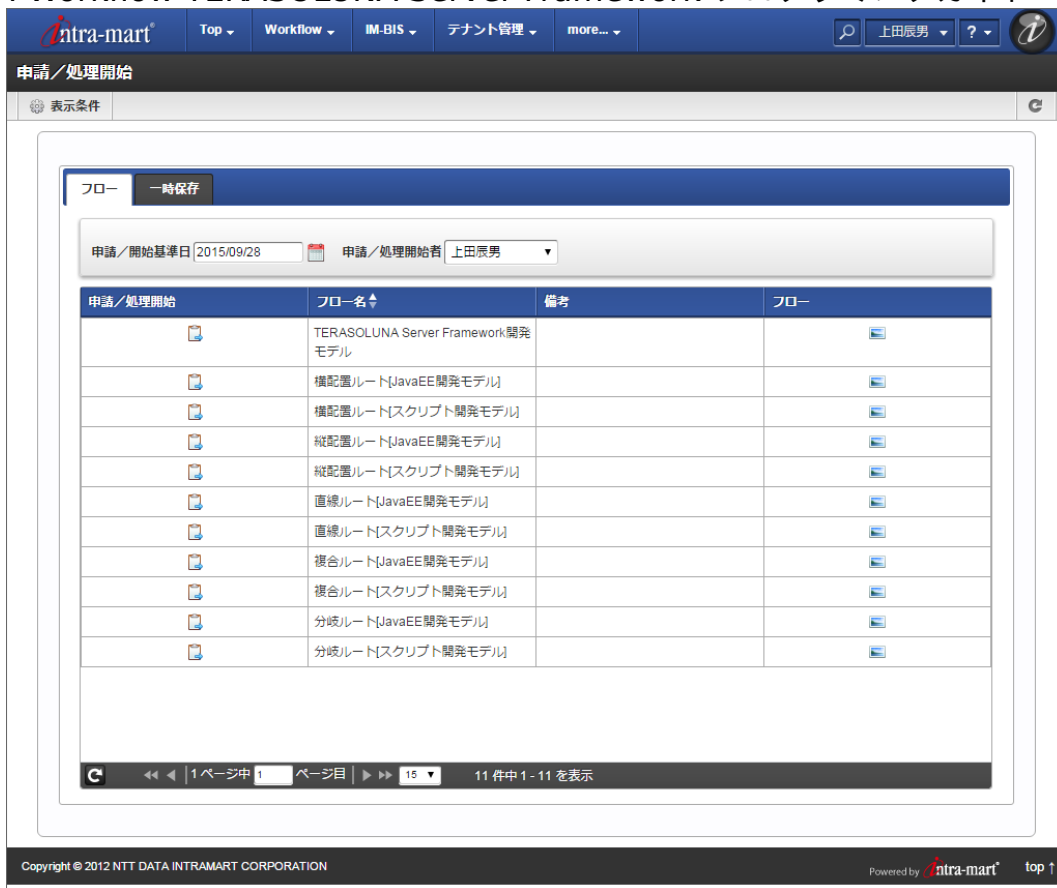 intra-mart Top Workflow IM-BIS テナント管理 more... 上田辰男 ?
申請／処理開始
表示条件
フロー 一時保存
申請／開始基準日 2015/09/28 申請／処理開始者 上田辰男
申請／処理開始 フロー名 備考 フロー
TERASOLUNA Server Framework開発
モデル
横配置ルート[JavaEE開発モデル]
横配置ルート[スクリプト開発モデル]
縦配置ルート[JavaEE開発モデル]
縦配置ルート[スクリプト開発モデル]
直線ルート[JavaEE開発モデル]
直線ルート[スクリプト開発モデル]
複合ルート[JavaEE開発モデル]
複合ルート[スクリプト開発モデル]
分岐ルート[JavaEE開発モデル]
分岐ルート[スクリプト開発モデル]
1 ページ中 1 ページ目 15 11 件中 1 - 11 を表示
Copyright © 2012 NTT DATA INTRAMART CORPORATION Powered by intra-mart top ↑